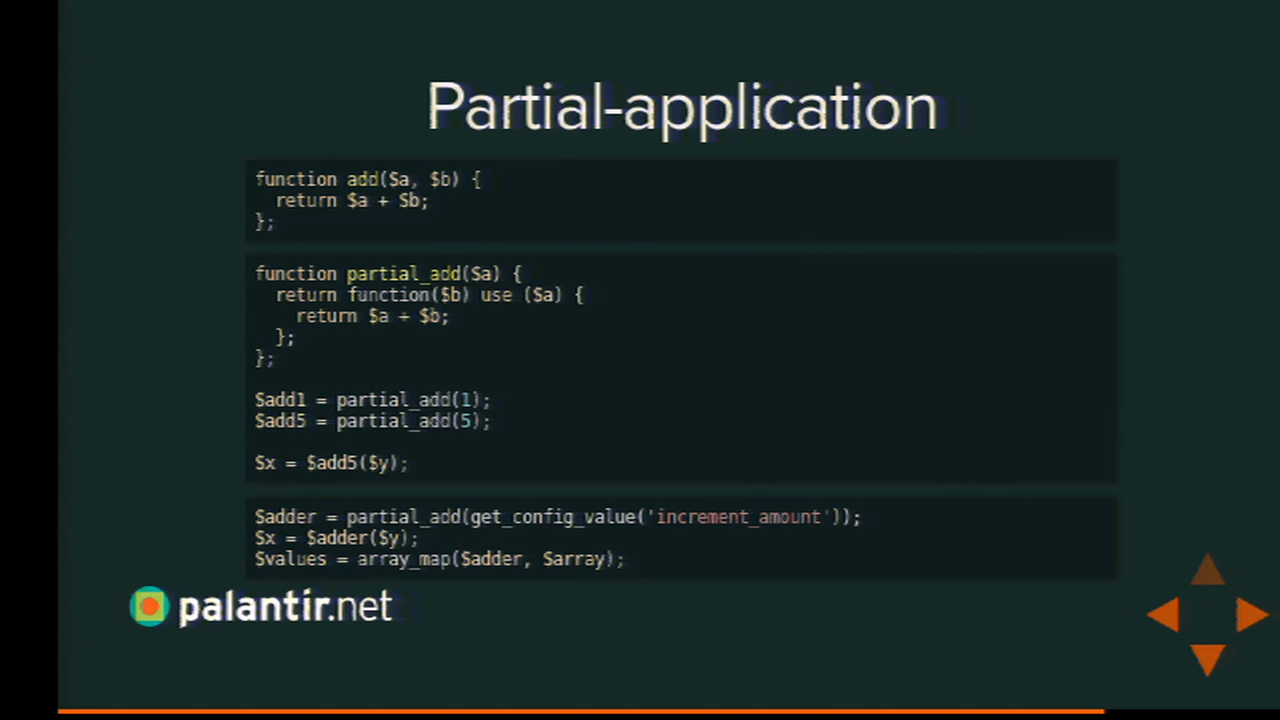 Partial-application
function add($a, $b) {
  return $a + $b;
};
function partial_add($a) {
  return function($b) use ($a) {
    return $a + $b;
  };
};
$add1 = partial_add(1);
$add5 = partial_add(5);
$x = $add5($y);
$adder = partial_add(get_config_value('increment_amount'));
$x = $adder($y);
$values = array_map($adder, $array);
palantir.net